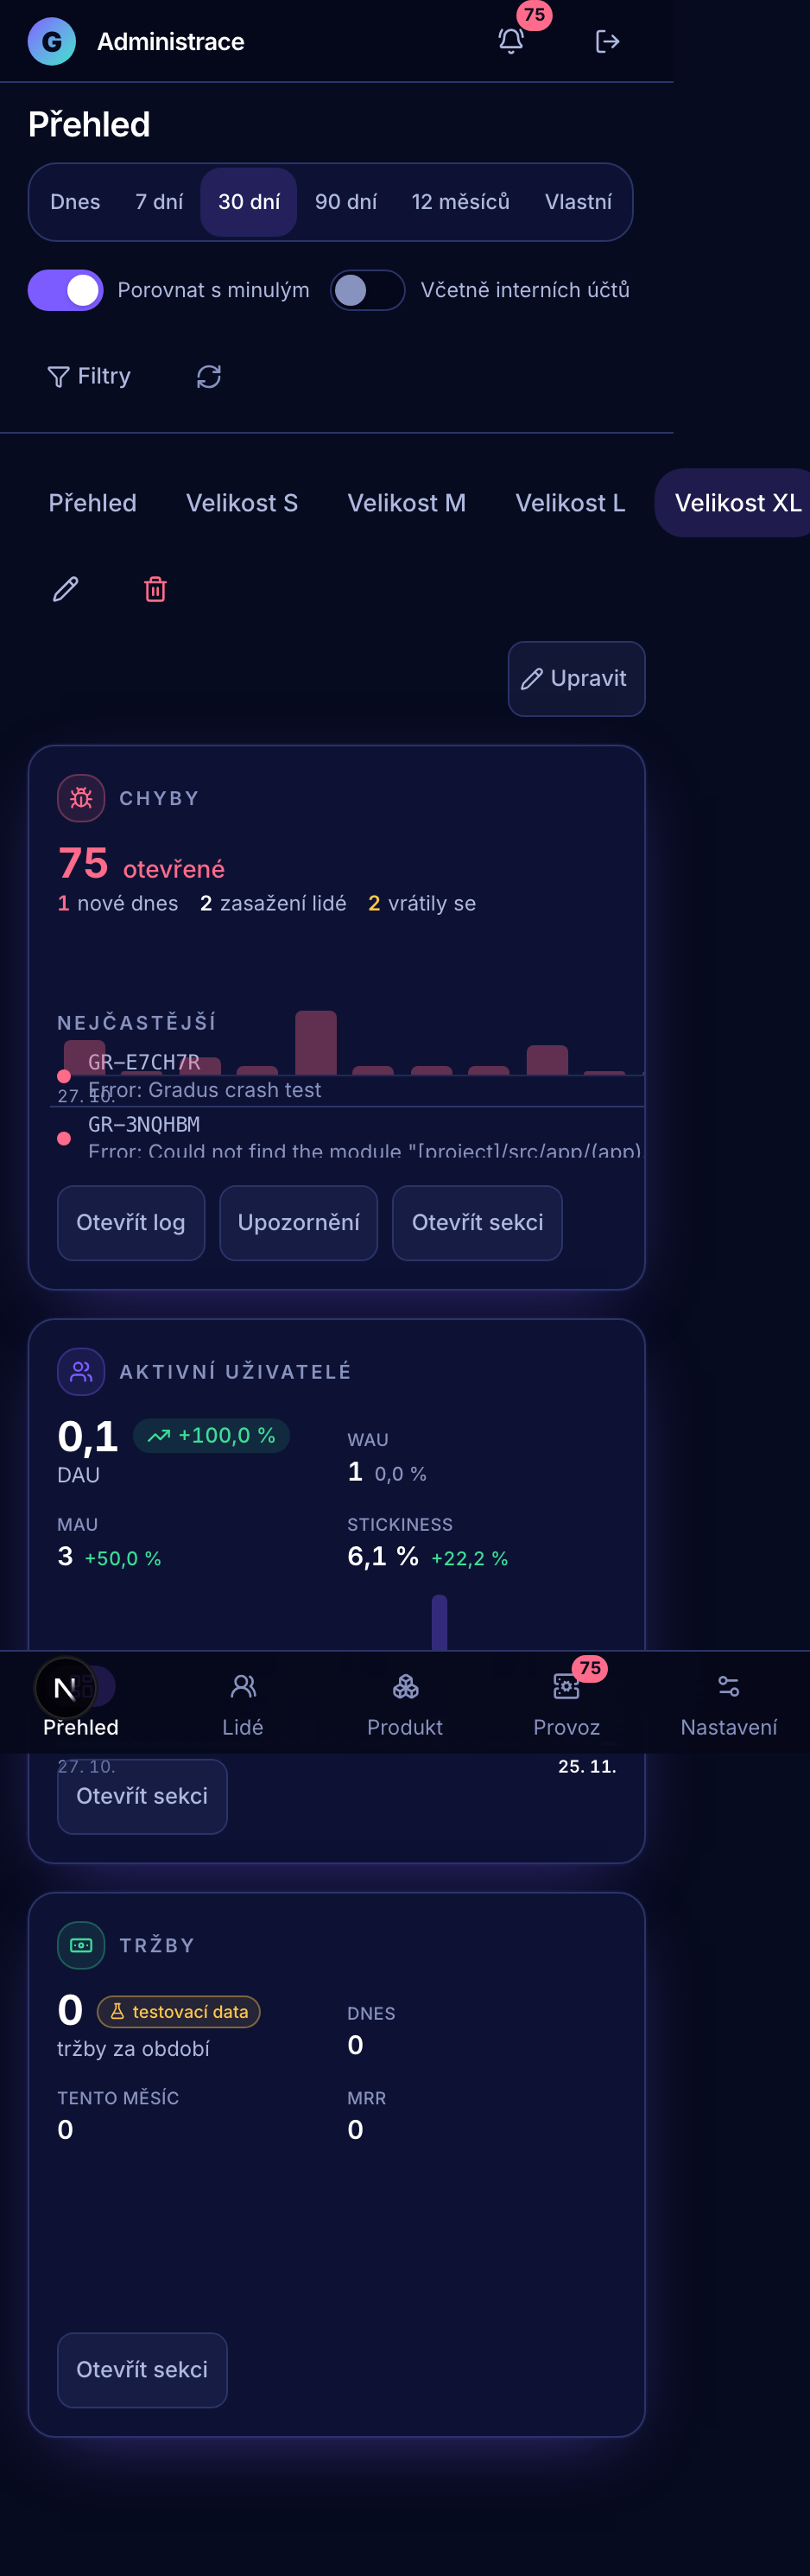 G Administrace 75
Přehled
Dnes 7 dní 30 dní 90 dní 12 měsíců Vlastní
Porovnat s minulým Včetně interních účtů
Filtry
Přehled Velikost S Velikost M Velikost L Velikost XL
Upravit
CHYBY
75 otevřené
1 nové dnes 2 zasažení lidé 2 vrátily se
NEJČASTĚJŠÍ
GR-E7CH7R
Error: Gradus crash test
27. 10.
GR-3NQHBM
Error: Could not find the module "[project]/src/app/(app)
Otevřít log Upozornění Otevřít sekci
AKTIVNÍ UŽIVATELÉ
0,1 +100,0 %
DAU
WAU
1 0,0 %
MAU
3 +50,0 %
STICKINESS
6,1 % +22,2 %
N 75
Přehled Lidé Produkt Provoz Nastavení
27. 10. 25. 11.
Otevřít sekci
TRŽBY
0 testovací data
tržby za období
DNES
0
TENTO MĚSÍC
0
MRR
0
Otevřít sekci